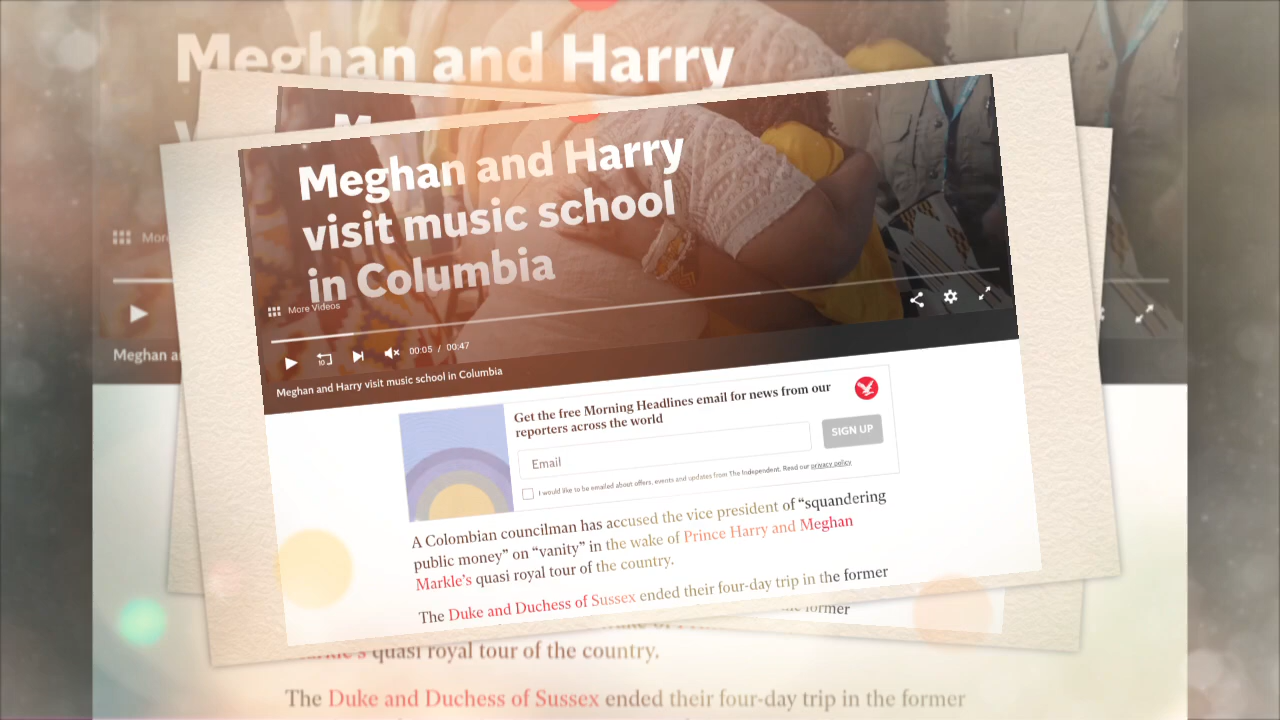 Meghan and Harry
Meghan and Harry
visit music school
in Columbia
More Videos
00:05 / 00:47
Meghan and Harry visit music school in Columbia
Get the free Morning Headlines email for news from our
reporters across the world
Email
SIGN UP
I would like to be emailed about offers, events and updates from The Independent. Read our privacy policy
A Colombian councilman has accused the vice president of “squandering
public money” on “vanity” in the wake of Prince Harry and Meghan
Markle’s quasi royal tour of the country.
The Duke and Duchess of Sussex ended their four-day trip in the former
the former
Markle’s quasi royal tour of the country.
The Duke and Duchess of Sussex ended their four-day trip in the former